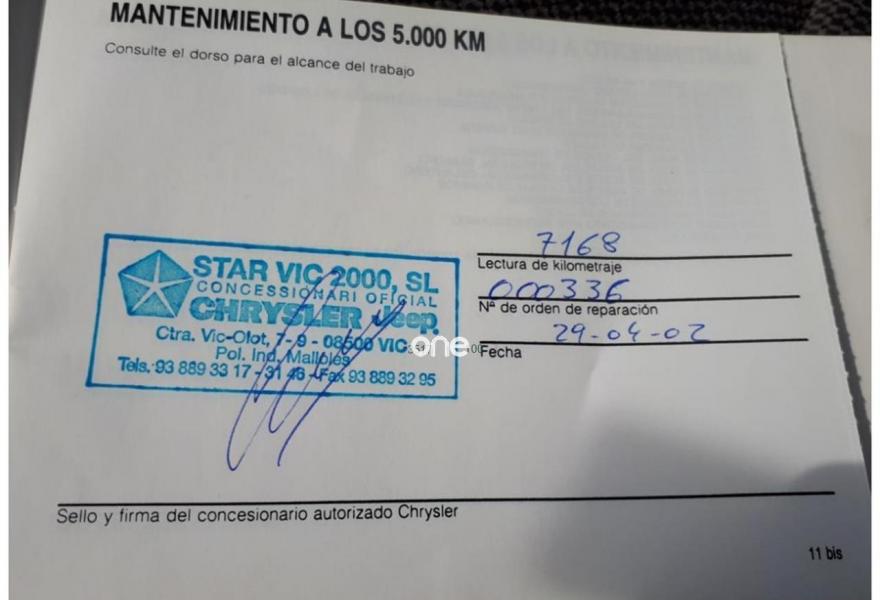 MANTENIMIENTO A LOS 5.000 KM
Consulte el dorso para el alcance del trabajo
STAR VIC 2000, SL
CONCESSIONARI OFICIAL
CHRYSLER Jeep
Ctra. Vic-Olot, 7-9 - 08500 VIC
Pol. Ind. Mallóles
Tels. 93 889 33 17 - 31 46 - Fax 93 889 32 95
7168
Lectura de kilometraje
000336
Nº de orden de reparación
29-04-02
Fecha
one
Sello y firma del concesionario autorizado Chrysler
11 bis